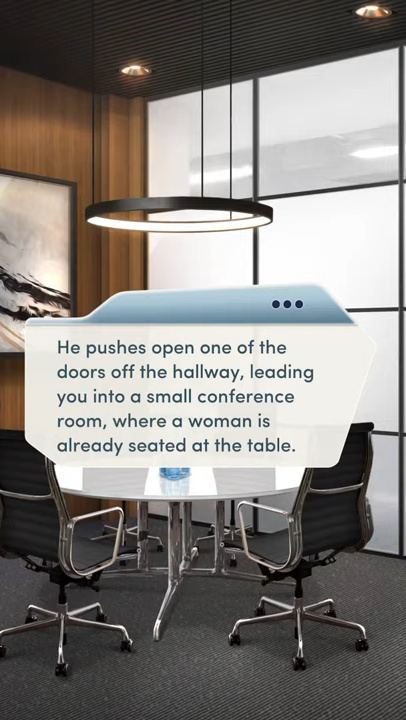 He pushes open one of the
doors off the hallway, leading
you into a small conference
room, where a woman is
already seated at the table.